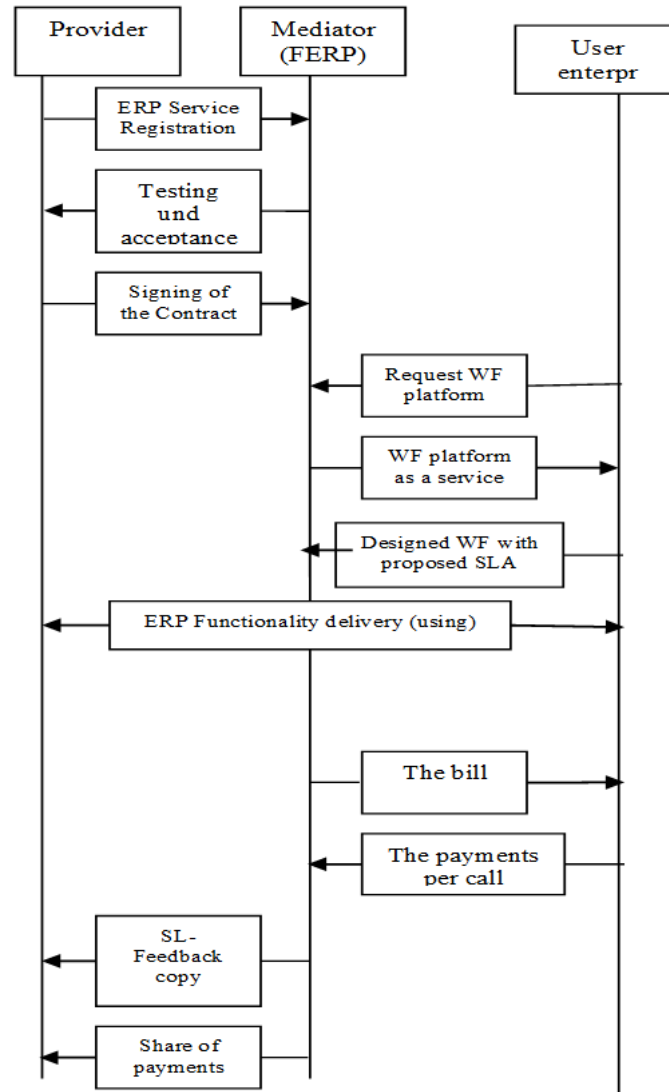 Provider
Mediator
(FERP)
User
enterpr
ERP Service
Registration
Testing
und
acceptance
Signing of
the Contract
Request WF
platform
WF platform
as a service
Designed WF with
proposed SLA
ERP Functionality delivery (using)
The bill
The payments
per call
SL-
Feedback
copy
Share of
payments